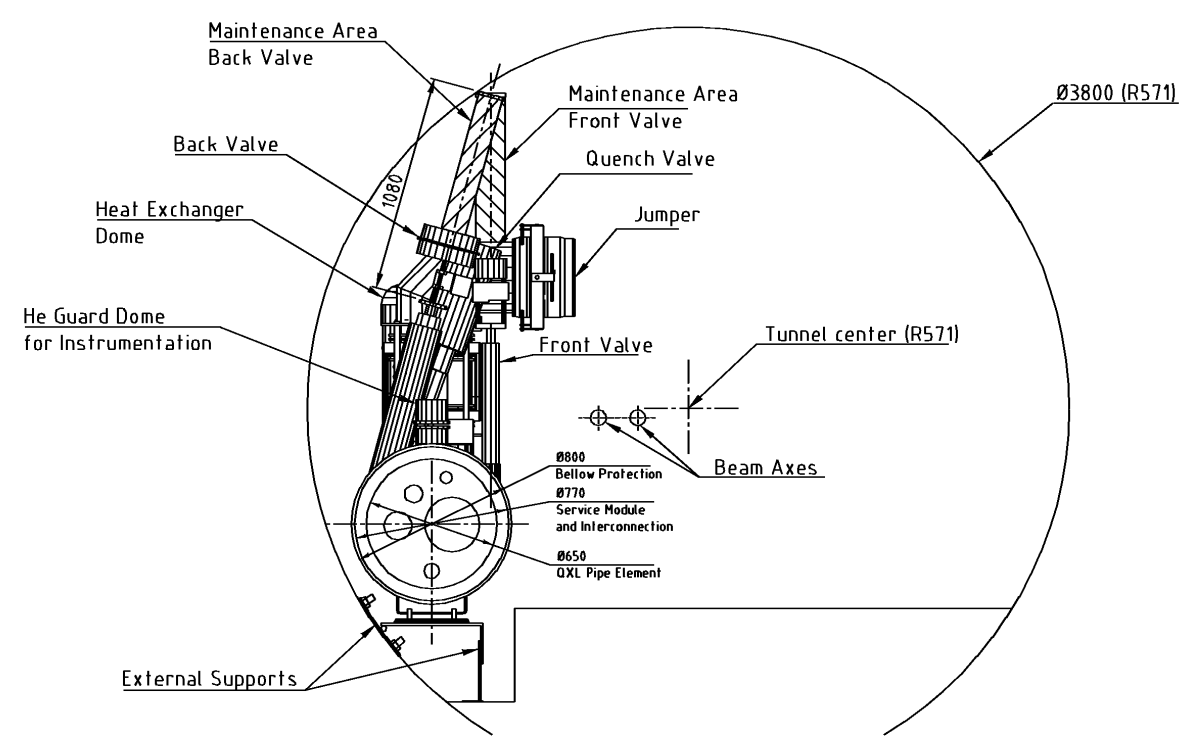 Maintenance Area
Back Valve
Maintenance Area
Front Valve
Ø3800 (R571)
Back Valve
Quench Valve
1080
Heat Exchanger
Dome
Jumper
He Guard Dome
for Instrumentation
Front Valve
Tunnel center (R571)
Beam Axes
Ø800
Bellow Protection
Ø770
Service Module
and Interconnection
Ø650
QXL Pipe Element
External Supports